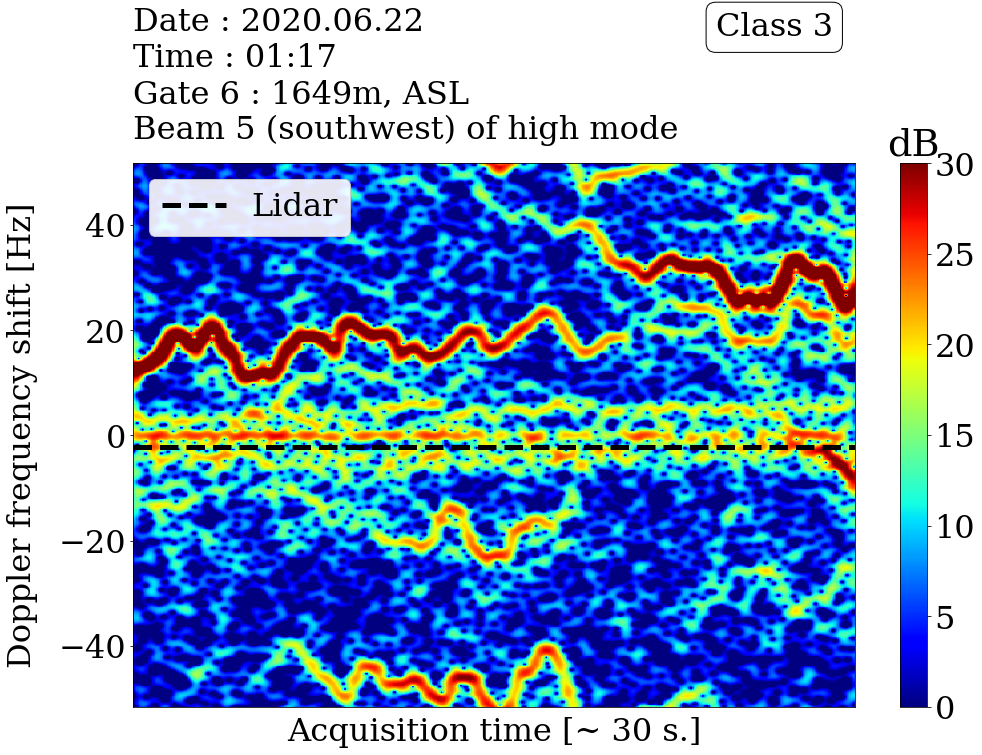 Date : 2020.06.22
Time : 01:17
Gate 6 : 1649m, ASL
Beam 5 (southwest) of high mode
Class 3
dB
Lidar
Doppler frequency shift [Hz]
40
20
0
−20
−40
30
25
20
15
10
5
0
Acquisition time [~ 30 s.]